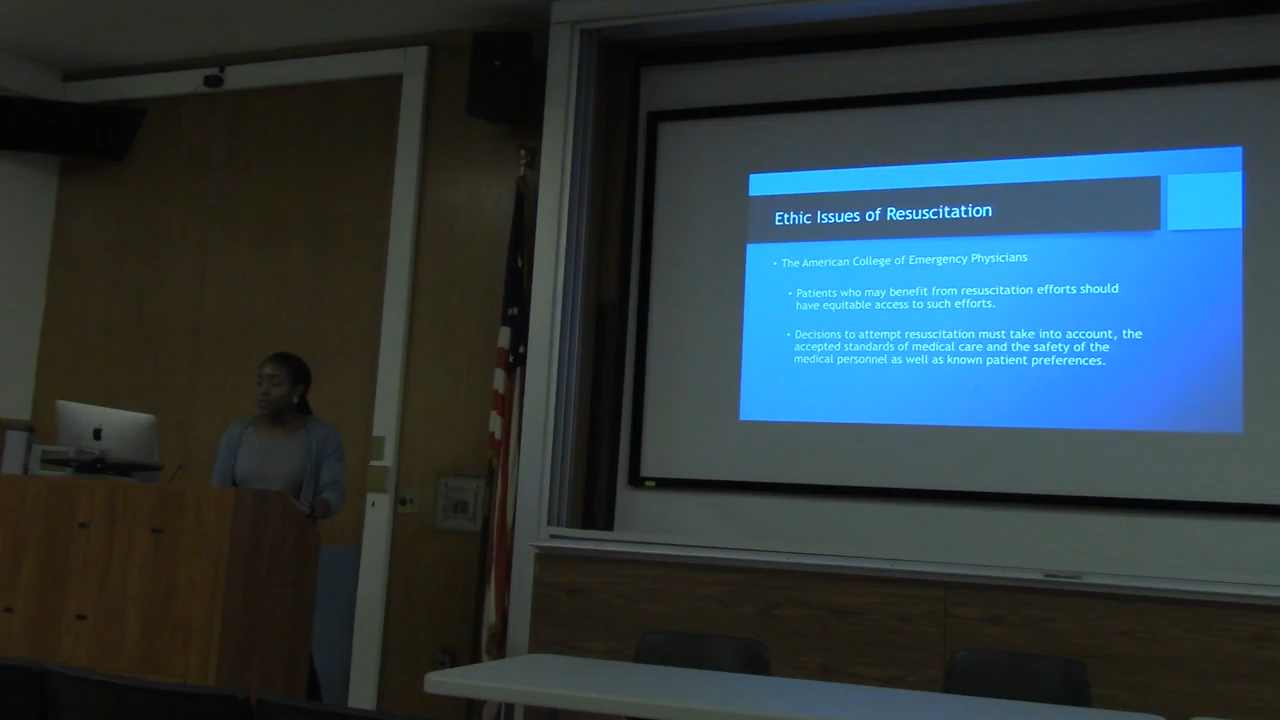 Ethic Issues of Resuscitation
• The American College of Emergency Physicians
• Patients who may benefit from resuscitation efforts should
have equitable access to such efforts.
• Decisions to attempt resuscitation must take into account, the
accepted standards of medical care and the safety of the
medical personnel as well as known patient preferences.